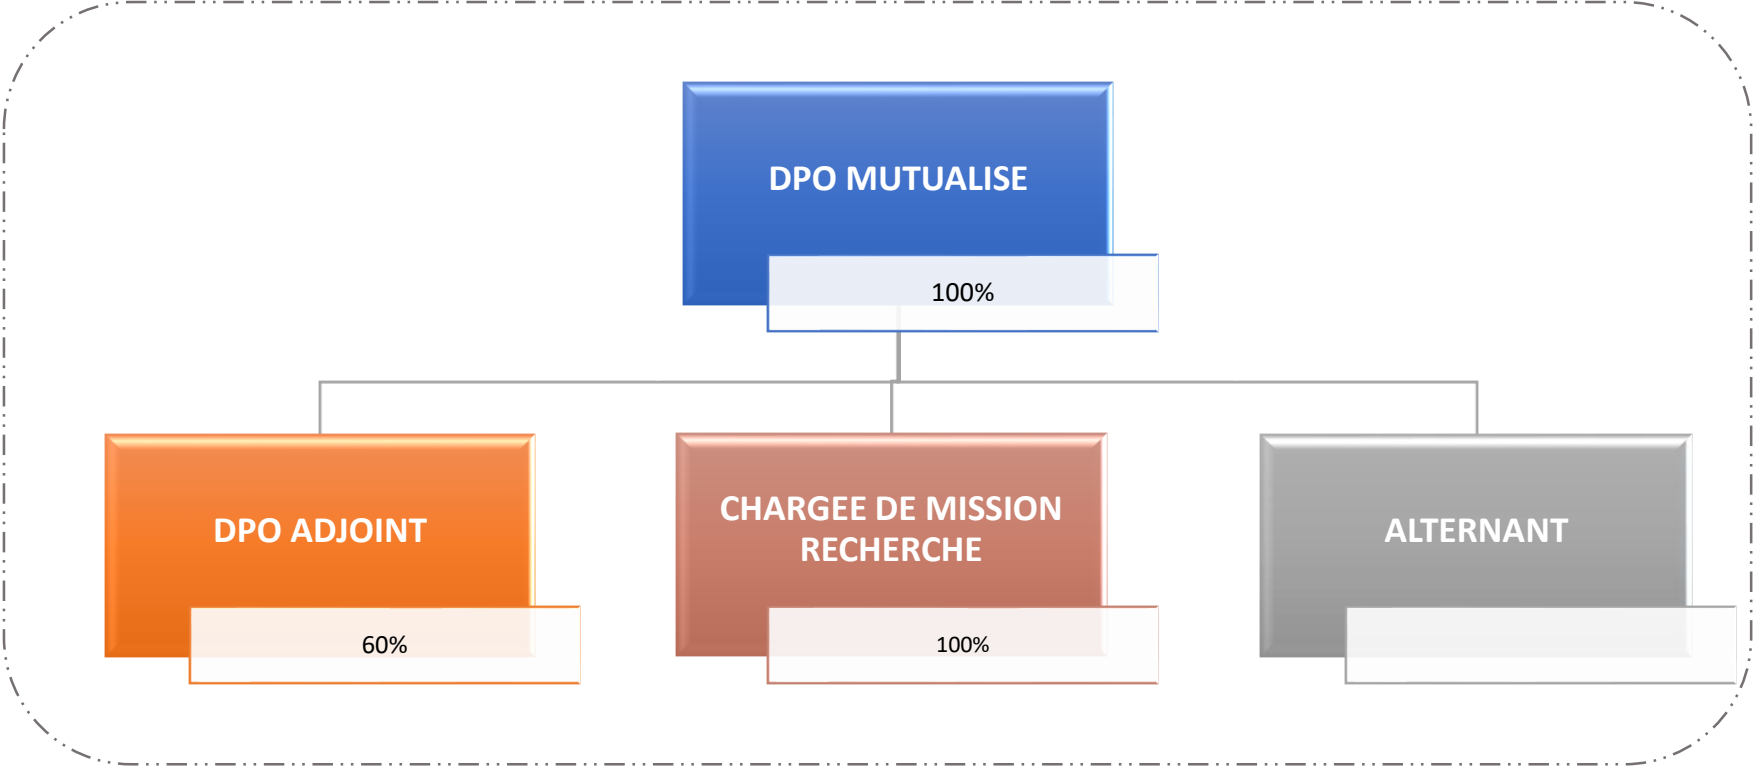 DPO MUTUALISE
100%
DPO ADJOINT
60%
CHARGEE DE MISSION
RECHERCHE
100%
ALTERNANT